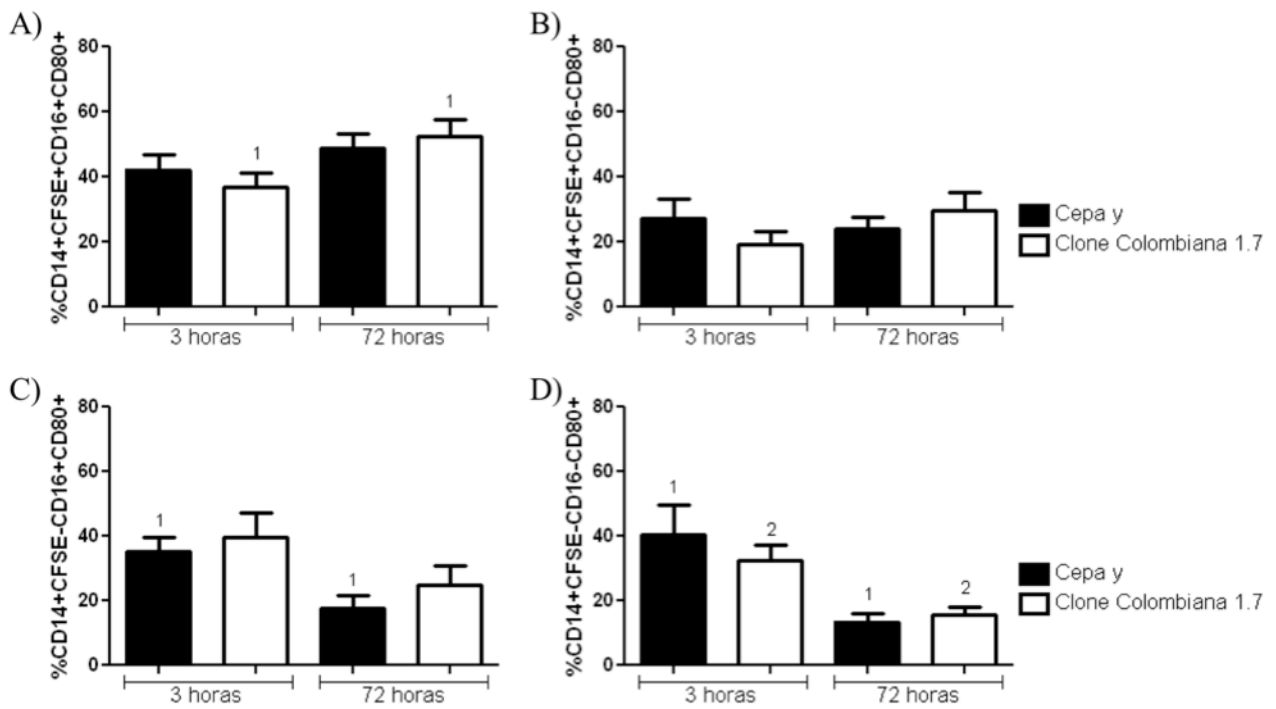 A)
%CD14+CFSE+CD16+CD80+
80
60
40
20
0
1
1
3 horas
72 horas
B)
%CD14+CFSE+CD16-CD80+
80
60
40
20
0
3 horas
72 horas
Cepa y
Clone Colombiana 1.7
C)
%CD14+CFSE-CD16+CD80+
80
60
40
20
0
1
1
3 horas
72 horas
D)
%CD14+CFSE-CD16-CD80+
80
60
40
20
0
1
2
1
2
3 horas
72 horas
Cepa y
Clone Colombiana 1.7